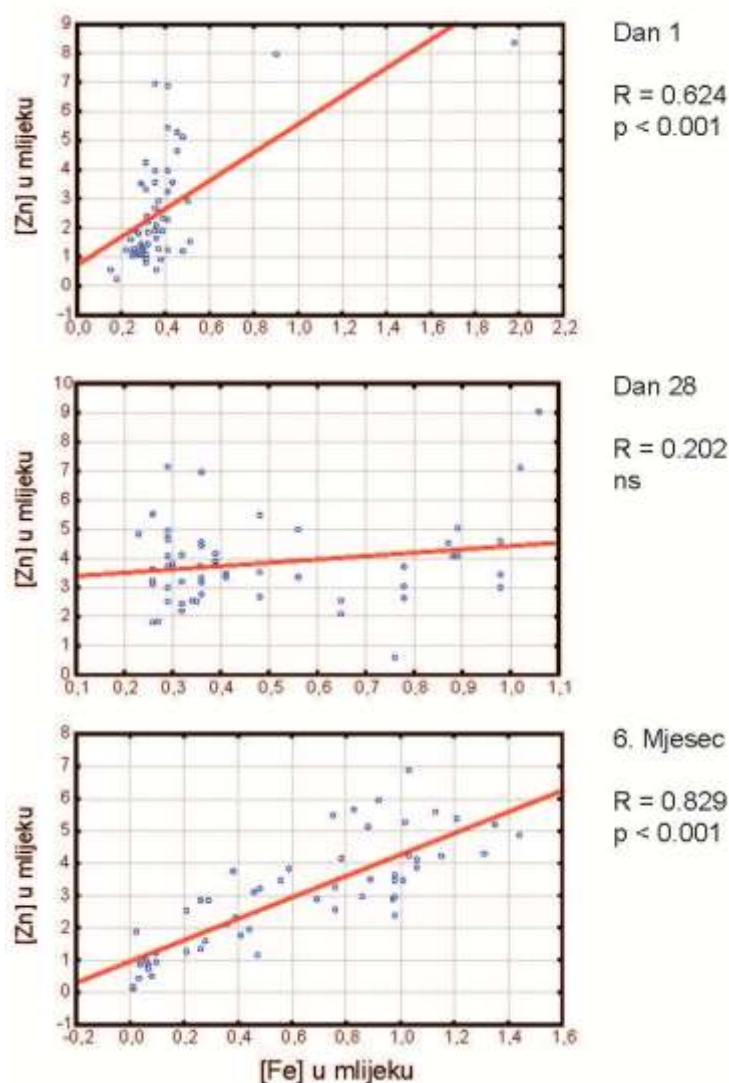 9
8
7
6
5
4
3
2
1
0
-1
0,0 0,2 0,4 0,6 0,8 1,0 1,2 1,4 1,6 1,8 2,0 2,2
[Zn] u mlijeku
Dan 1
R = 0.624
p < 0.001
10
9
8
7
6
5
4
3
2
1
0
0,1 0,2 0,3 0,4 0,5 0,6 0,7 0,8 0,9 1,0 1,1
[Zn] u mlijeku
Dan 28
R = 0.202
ns
8
7
6
5
4
3
2
1
0
-1
-0,2 0,0 0,2 0,4 0,6 0,8 1,0 1,2 1,4 1,6
[Zn] u mlijeku
6. Mjesec
R = 0.829
p < 0.001
[Fe] u mlijeku